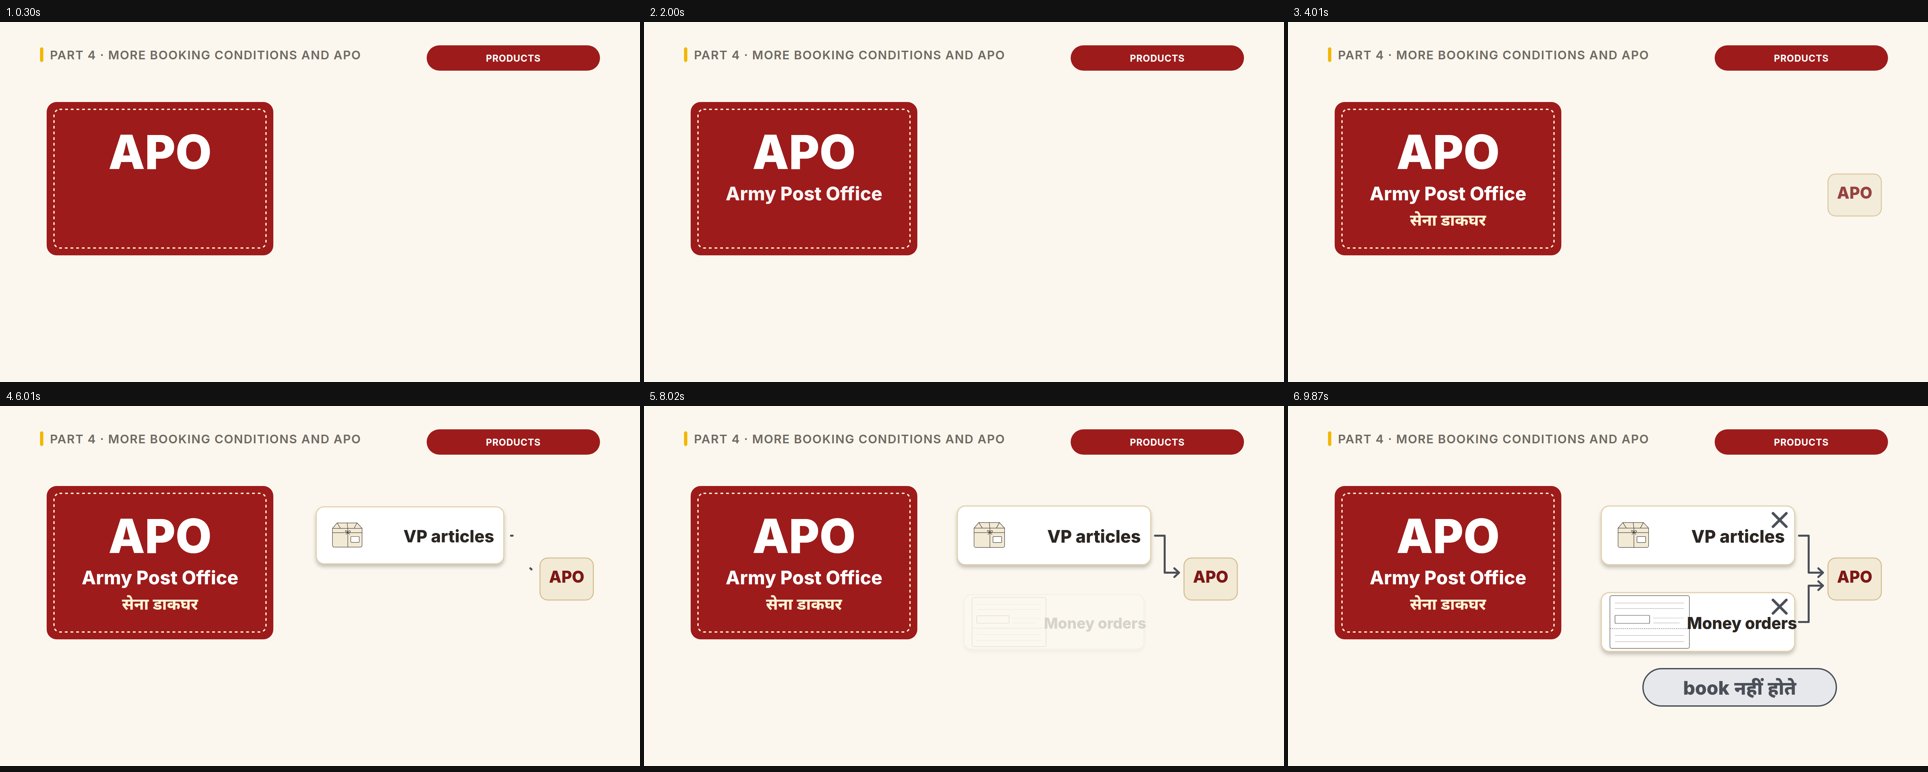 1. 0.30s
PART 4 · MORE BOOKING CONDITIONS AND APO
PRODUCTS
APO
2. 2.00s
PART 4 · MORE BOOKING CONDITIONS AND APO
PRODUCTS
APO
Army Post Office
3. 4.01s
PART 4 · MORE BOOKING CONDITIONS AND APO
PRODUCTS
APO
Army Post Office
सेना डाकघर
APO
4. 6.01s
PART 4 · MORE BOOKING CONDITIONS AND APO
PRODUCTS
APO
Army Post Office
सेना डाकघर
VP articles
APO
5. 8.02s
PART 4 · MORE BOOKING CONDITIONS AND APO
PRODUCTS
APO
Army Post Office
सेना डाकघर
VP articles
APO
Money orders
6. 9.87s
PART 4 · MORE BOOKING CONDITIONS AND APO
PRODUCTS
APO
Army Post Office
सेना डाकघर
VP articles
APO
Money orders
book नहीं होते